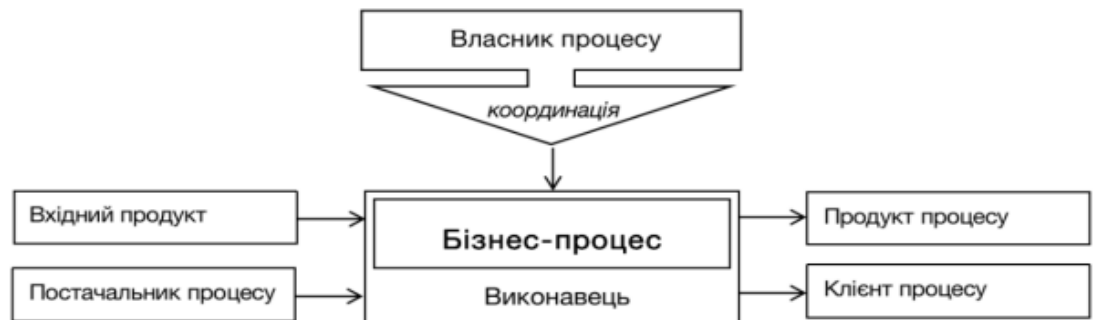 Власник процесу
координація
Вхідний продукт
Бізнес-процес
Продукт процесу
Постачальник процесу
Виконавець
Клієнт процесу